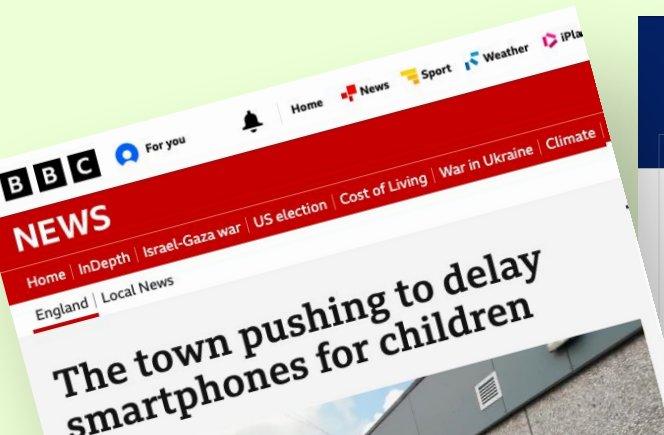 BBC For you Home News Sport Weather
NEWS
Home InDepth Israel-Gaza war US election Cost of Living War in Ukraine Climate
England Local News
The town pushing to delay
smartphones for children